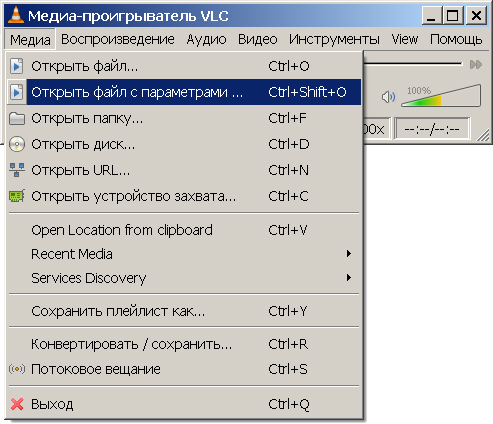 Медиа-проигрыватель VLC
Медиа Воспроизведение Аудио Видео Инструменты View Помощь
Открыть файл... Ctrl+O
Открыть файл с параметрами ... Ctrl+Shift+O
100%
Открыть папку... Ctrl+F
00x --:--/--:--
Открыть диск... Ctrl+D
Открыть URL... Ctrl+N
Открыть устройство захвата... Ctrl+C
Open Location from clipboard Ctrl+V
Recent Media
Services Discovery
Сохранить плейлист как... Ctrl+Y
Конвертировать / сохранить... Ctrl+R
Потоковое вещание Ctrl+S
Выход Ctrl+Q